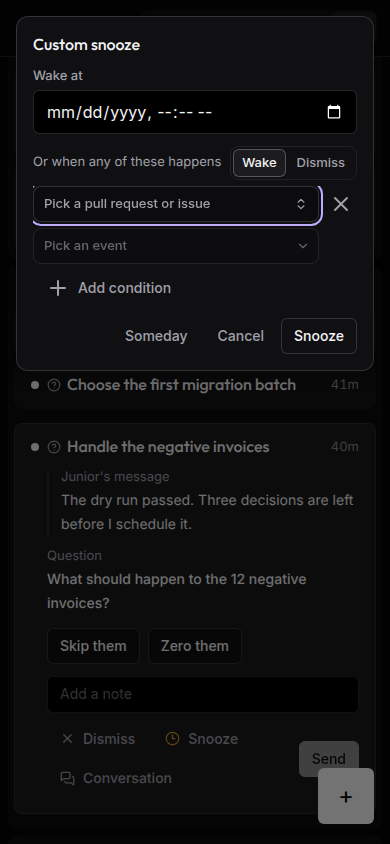 Custom snooze
Wake at
mm/dd/yyyy, --:-- --
Or when any of these happens
Wake
Dismiss
Pick a pull request or issue
Pick an event
Add condition
Someday
Cancel
Snooze
Choose the first migration batch
41m
Handle the negative invoices
40m
Junior's message
The dry run passed. Three decisions are left
before I schedule it.
Question
What should happen to the 12 negative
invoices?
Skip them
Zero them
Add a note
Dismiss
Snooze
Send
Conversation
+